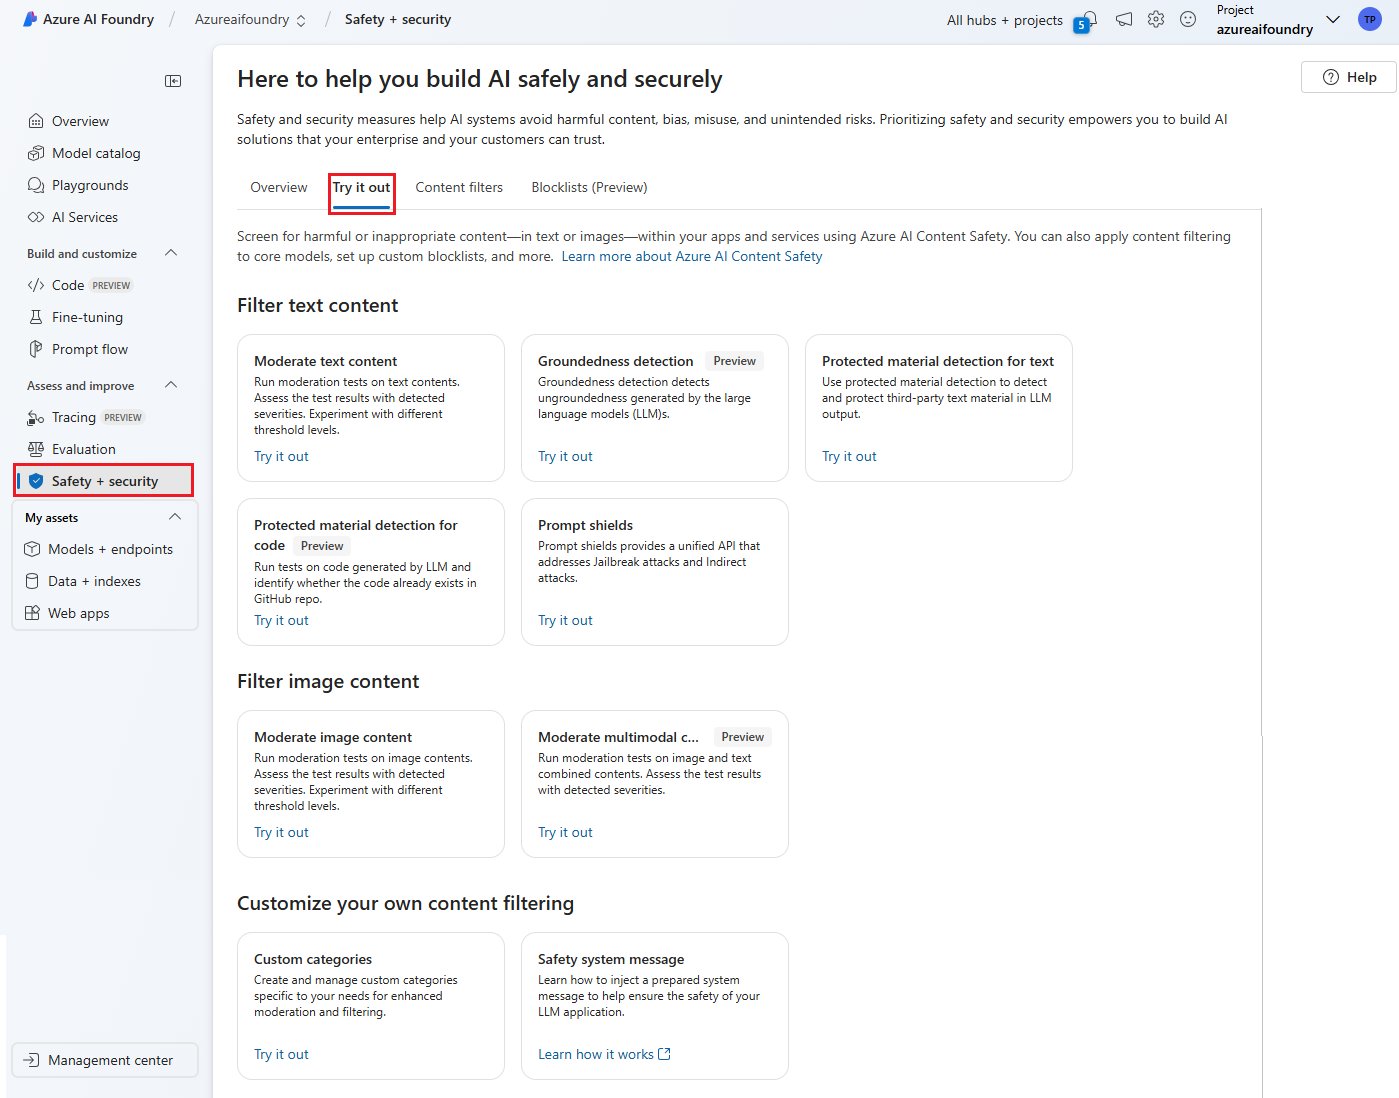 Azure AI Foundry / Azureaifoundry / Safety + security
All hubs + projects
5
Project
azureaifoundry
TP
Overview
Model catalog
Playgrounds
AI Services
Build and customize
Code PREVIEW
Fine-tuning
Prompt flow
Assess and improve
Tracing PREVIEW
Evaluation
Safety + security
My assets
Models + endpoints
Data + indexes
Web apps
Management center
Here to help you build AI safely and securely
Help
Safety and security measures help AI systems avoid harmful content, bias, misuse, and unintended risks. Prioritizing safety and security empowers you to build AI
solutions that your enterprise and your customers can trust.
Overview Try it out Content filters Blocklists (Preview)
Screen for harmful or inappropriate content—in text or images—within your apps and services using Azure AI Content Safety. You can also apply content filtering
to core models, set up custom blocklists, and more. Learn more about Azure AI Content Safety
Filter text content
Moderate text content
Run moderation tests on text contents.
Assess the test results with detected
severities. Experiment with different
threshold levels.
Try it out
Groundedness detection Preview
Groundedness detection detects
ungroundedness generated by the large
language models (LLM)s.
Try it out
Protected material detection for text
Use protected material detection to detect
and protect third-party text material in LLM
output.
Try it out
Protected material detection for
code Preview
Run tests on code generated by LLM and
identify whether the code already exists in
GitHub repo.
Try it out
Prompt shields
Prompt shields provides a unified API that
addresses Jailbreak attacks and Indirect
attacks.
Try it out
Filter image content
Moderate image content
Run moderation tests on image contents.
Assess the test results with detected
severities. Experiment with different
threshold levels.
Try it out
Moderate multimodal c... Preview
Run moderation tests on image and text
combined contents. Assess the test results
with detected severities.
Try it out
Customize your own content filtering
Custom categories
Create and manage custom categories
specific to your needs for enhanced
moderation and filtering.
Try it out
Safety system message
Learn how to inject a prepared system
message to help ensure the safety of your
LLM application.
Learn how it works